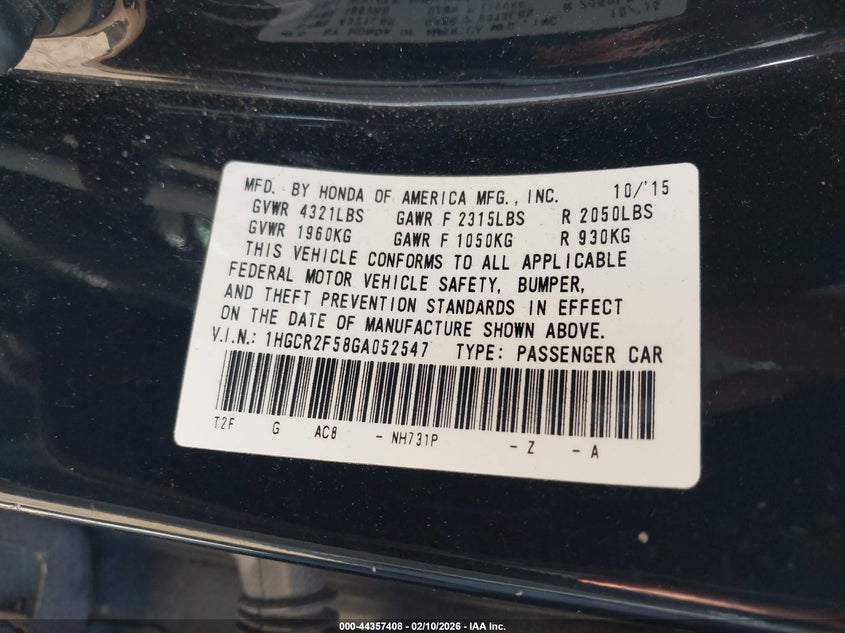 MFD. BY HONDA OF AMERICA MFG., INC. 10/'15
GVWR 4321LBS GAWR F 2315LBS R 2050LBS
GVWR 1960KG GAWR F 1050KG R 930KG
THIS VEHICLE CONFORMS TO ALL APPLICABLE
FEDERAL MOTOR VEHICLE SAFETY, BUMPER,
AND THEFT PREVENTION STANDARDS IN EFFECT
ON THE DATE OF MANUFACTURE SHOWN ABOVE.
V.I.N.: 1HGCR2F58GA052547 TYPE: PASSENGER CAR
T2F G AC8 - NH731P - Z - A
000-44357408 - 02/10/2026 - IAA Inc.